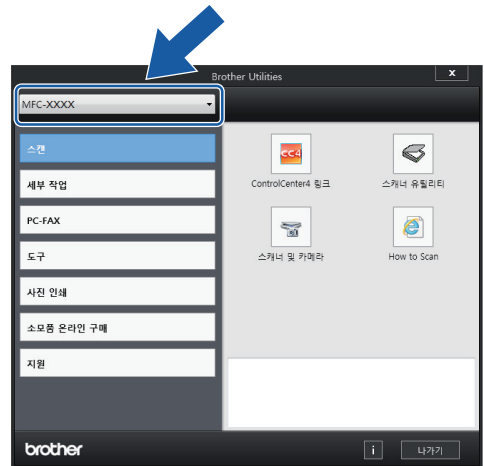 Brother Utilities
X
MFC-XXXX
스캔
세부 작업
PC-FAX
도구
사진 인쇄
소모품 온라인 구매
지원
CC4
ControlCenter4 링크
스캐너 유틸리티
스캐너 및 카메라
How to Scan
brother
i
나가기